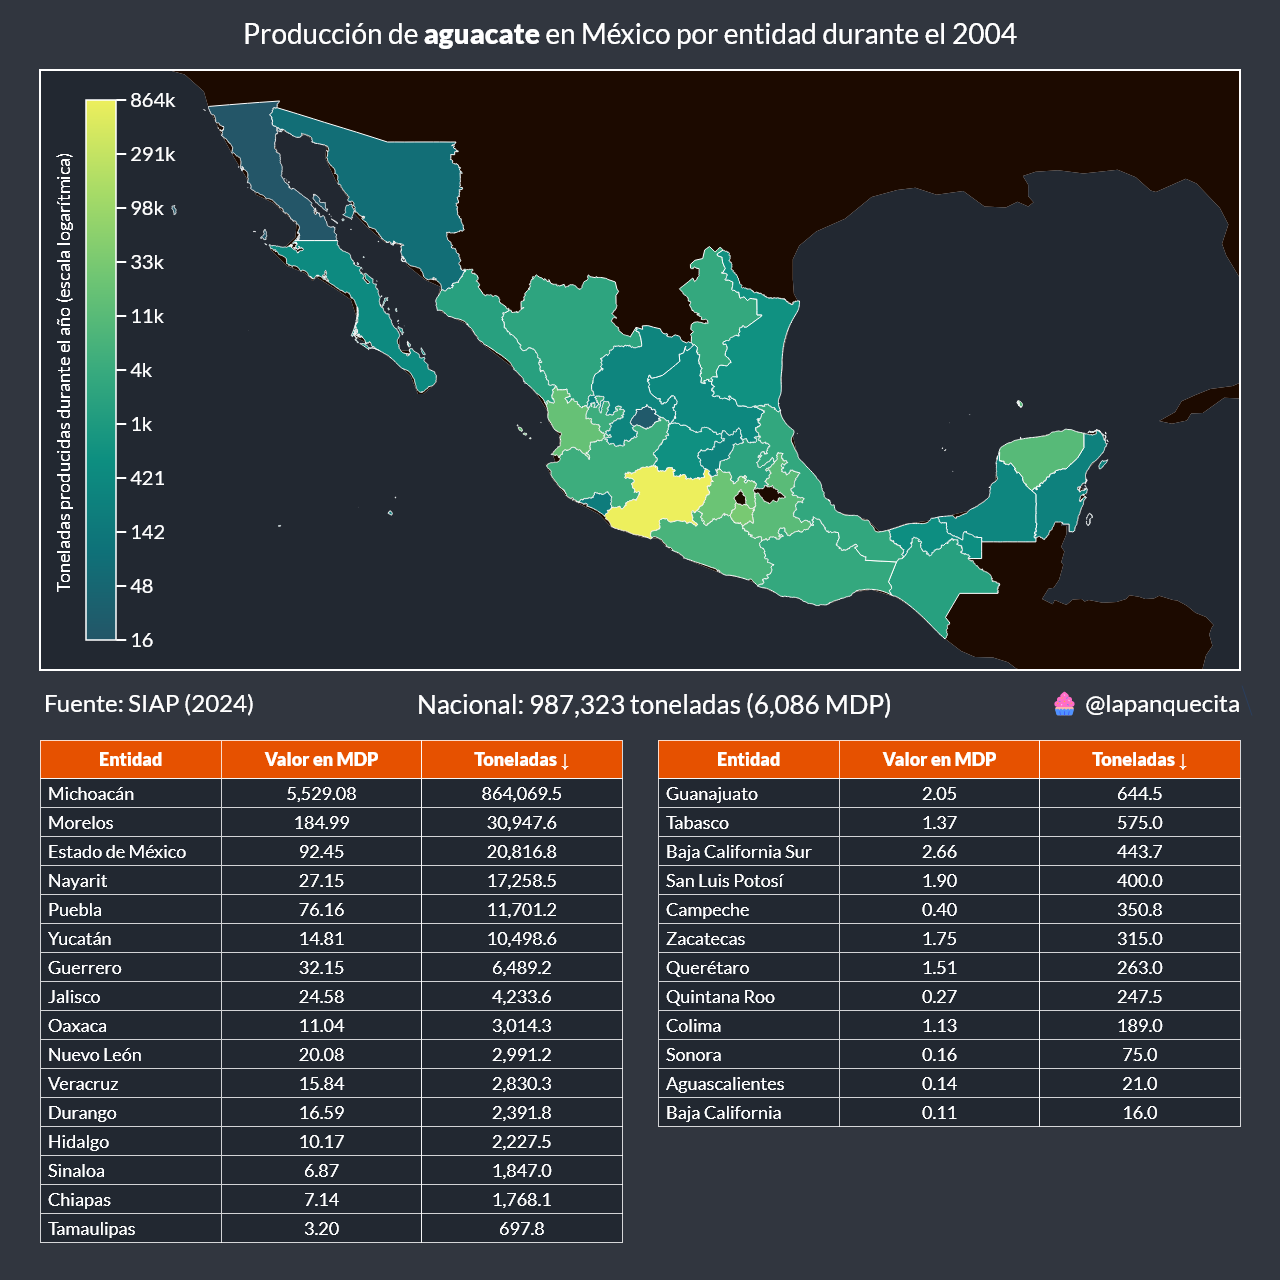 Producción de aguacate en México por entidad durante el 2004
Toneladas producidas durante el año (escala logarítmica)
864k
291k
98k
33k
11k
4k
1k
421
142
48
16
Fuente: SIAP (2024)
Nacional: 987,323 toneladas (6,086 MDP)
@lapanquecita
Entidad Valor en MDP Toneladas ↓
Michoacán 5,529.08 864,069.5
Morelos 184.99 30,947.6
Estado de México 92.45 20,816.8
Nayarit 27.15 17,258.5
Puebla 76.16 11,701.2
Yucatán 14.81 10,498.6
Guerrero 32.15 6,489.2
Jalisco 24.58 4,233.6
Oaxaca 11.04 3,014.3
Nuevo León 20.08 2,991.2
Veracruz 15.84 2,830.3
Durango 16.59 2,391.8
Hidalgo 10.17 2,227.5
Sinaloa 6.87 1,847.0
Chiapas 7.14 1,768.1
Tamaulipas 3.20 697.8
Entidad Valor en MDP Toneladas ↓
Guanajuato 2.05 644.5
Tabasco 1.37 575.0
Baja California Sur 2.66 443.7
San Luis Potosí 1.90 400.0
Campeche 0.40 350.8
Zacatecas 1.75 315.0
Querétaro 1.51 263.0
Quintana Roo 0.27 247.5
Colima 1.13 189.0
Sonora 0.16 75.0
Aguascalientes 0.14 21.0
Baja California 0.11 16.0